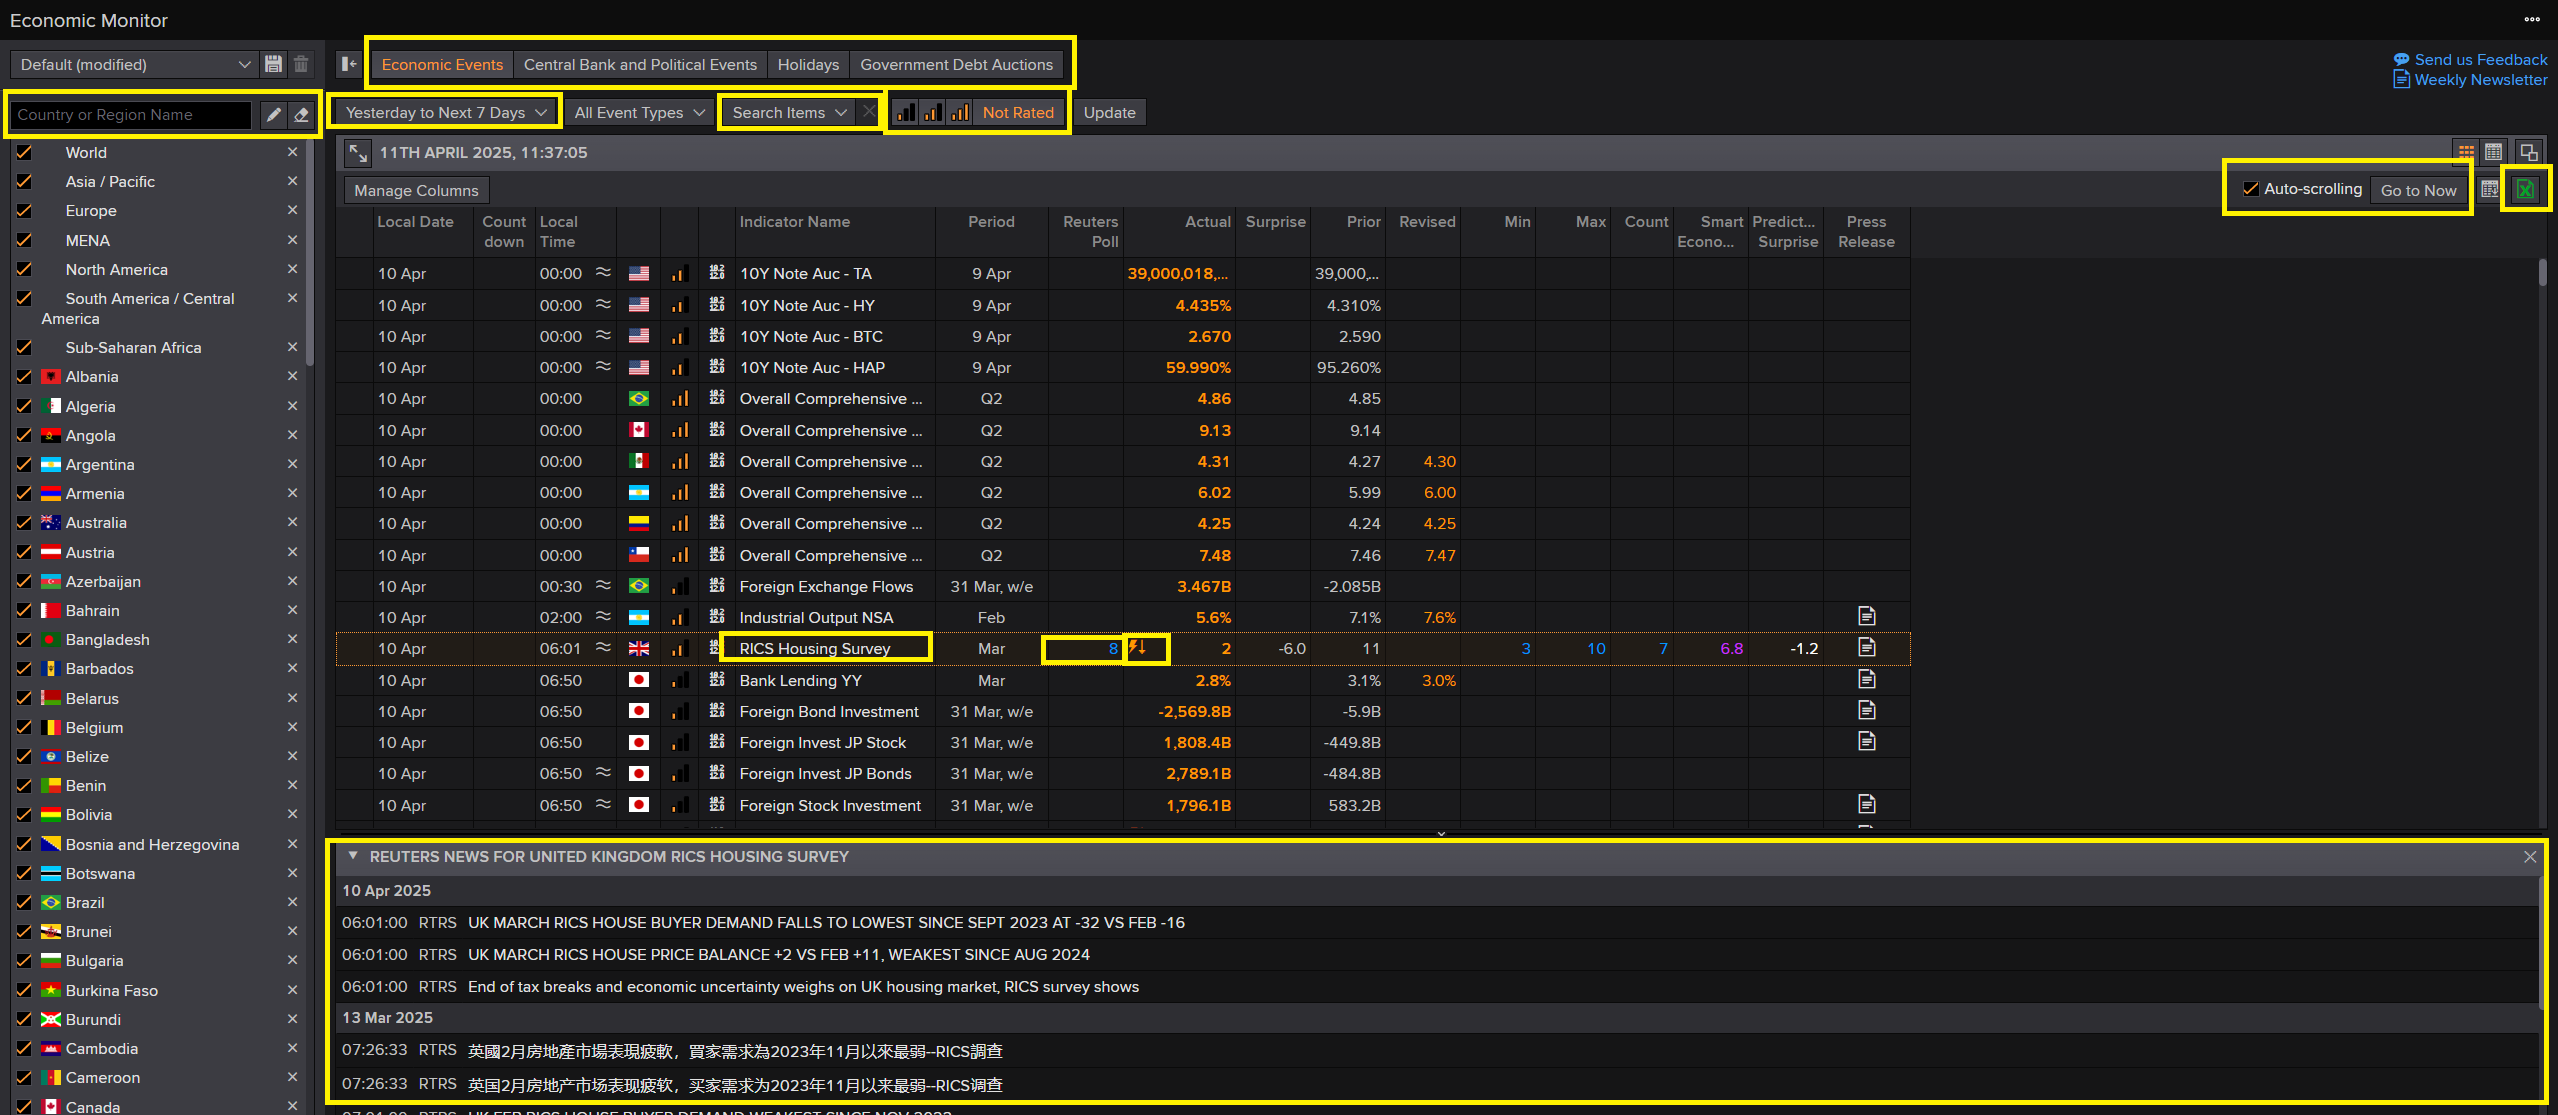 Economic Monitor
Default (modified)
Country or Region Name
World
Asia / Pacific
Europe
MENA
North America
South America / Central
America
Sub-Saharan Africa
Albania
Algeria
Angola
Argentina
Armenia
Australia
Austria
Azerbaijan
Bahrain
Bangladesh
Barbados
Belarus
Belgium
Belize
Benin
Bolivia
Bosnia and Herzegovina
Botswana
Brazil
Brunei
Bulgaria
Burkina Faso
Burundi
Cambodia
Cameroon
Canada
Economic Events Central Bank and Political Events Holidays Government Debt Auctions
Send us Feedback
Weekly Newsletter
Yesterday to Next 7 Days All Event Types Search Items Not Rated Update
11TH APRIL 2025, 11:37:05
Manage Columns Auto-scrolling Go to Now
Local Date Count down Local Time Indicator Name Period Reuters Poll Actual Surprise Prior Revised Min Max Count Smart Econo... Predict... Surprise Press Release
10 Apr 00:00 10Y Note Auc - TA 9 Apr 39,000,018,... 39,000,...
10 Apr 00:00 10Y Note Auc - HY 9 Apr 4.435% 4.310%
10 Apr 00:00 10Y Note Auc - BTC 9 Apr 2.670 2.590
10 Apr 00:00 10Y Note Auc - HAP 9 Apr 59.990% 95.260%
10 Apr 00:00 Overall Comprehensive ... Q2 4.86 4.85
10 Apr 00:00 Overall Comprehensive ... Q2 9.13 9.14
10 Apr 00:00 Overall Comprehensive ... Q2 4.31 4.27 4.30
10 Apr 00:00 Overall Comprehensive ... Q2 6.02 5.99 6.00
10 Apr 00:00 Overall Comprehensive ... Q2 4.25 4.24 4.25
10 Apr 00:00 Overall Comprehensive ... Q2 7.48 7.46 7.47
10 Apr 00:30 Foreign Exchange Flows 31 Mar, w/e 3.467B -2.085B
10 Apr 02:00 Industrial Output NSA Feb 5.6% 7.1% 7.6%
10 Apr 06:01 RICS Housing Survey Mar 8 2 -6.0 11 3 10 7 6.8 -1.2
10 Apr 06:50 Bank Lending YY Mar 2.8% 3.1% 3.0%
10 Apr 06:50 Foreign Bond Investment 31 Mar, w/e -2,569.8B -5.9B
10 Apr 06:50 Foreign Invest JP Stock 31 Mar, w/e 1,808.4B -449.8B
10 Apr 06:50 Foreign Invest JP Bonds 31 Mar, w/e 2,789.1B -484.8B
10 Apr 06:50 Foreign Stock Investment 31 Mar, w/e 1,796.1B 583.2B
REUTERS NEWS FOR UNITED KINGDOM RICS HOUSING SURVEY
10 Apr 2025
06:01:00 RTRS UK MARCH RICS HOUSE BUYER DEMAND FALLS TO LOWEST SINCE SEPT 2023 AT -32 VS FEB -16
06:01:00 RTRS UK MARCH RICS HOUSE PRICE BALANCE +2 VS FEB +11, WEAKEST SINCE AUG 2024
06:01:00 RTRS End of tax breaks and economic uncertainty weighs on UK housing market, RICS survey shows
13 Mar 2025
07:26:33 RTRS 英國2月房地產市場表現疲軟，買家需求為2023年11月以來最弱--RICS調查
07:26:33 RTRS 英国2月房地产市场表现疲软，买家需求为2023年11月以来最弱--RICS调查